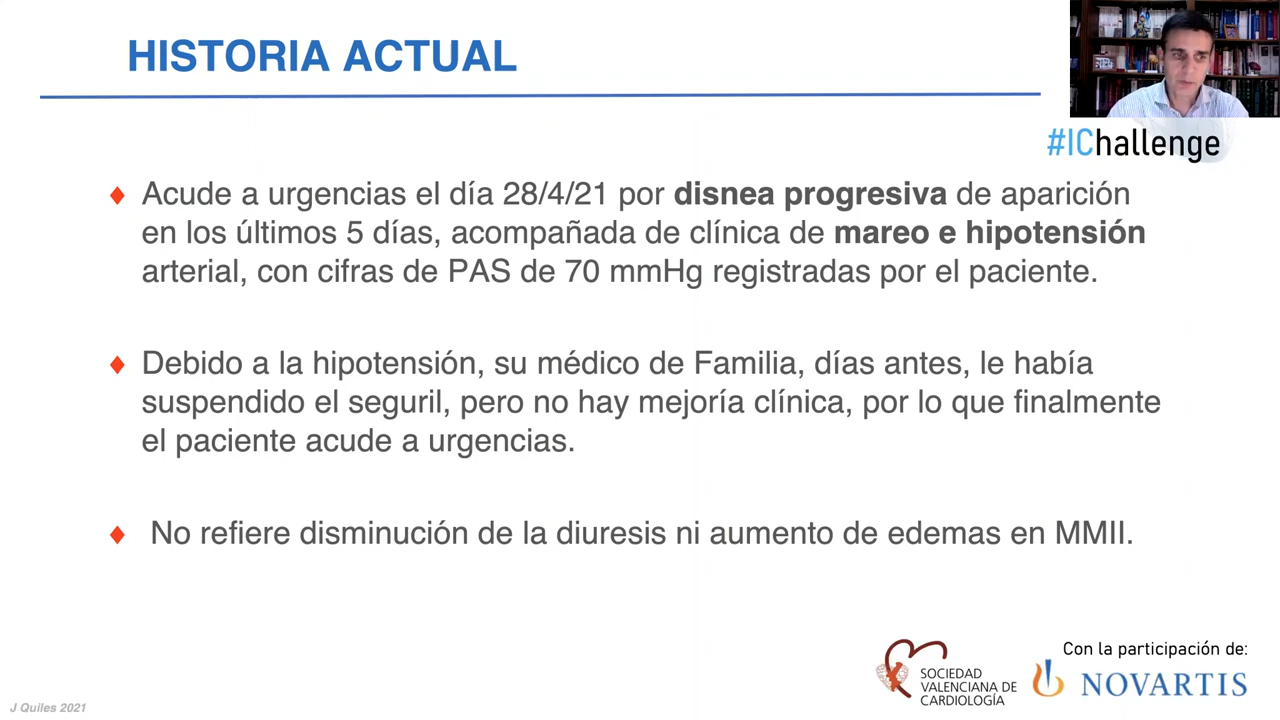 HISTORIA ACTUAL
#IChallenge
Acude a urgencias el día 28/4/21 por disnea progresiva de aparición
en los últimos 5 días, acompañada de clínica de mareo e hipotensión
arterial, con cifras de PAS de 70 mmHg registradas por el paciente.
Debido a la hipotensión, su médico de Familia, días antes, le había
suspendido el seguril, pero no hay mejoría clínica, por lo que finalmente
el paciente acude a urgencias.
No refiere disminución de la diuresis ni aumento de edemas en MMII.
Con la participación de:
SOCIEDAD
VALENCIANA DE
CARDIOLOGÍA
NOVARTIS
J Quiles 2021